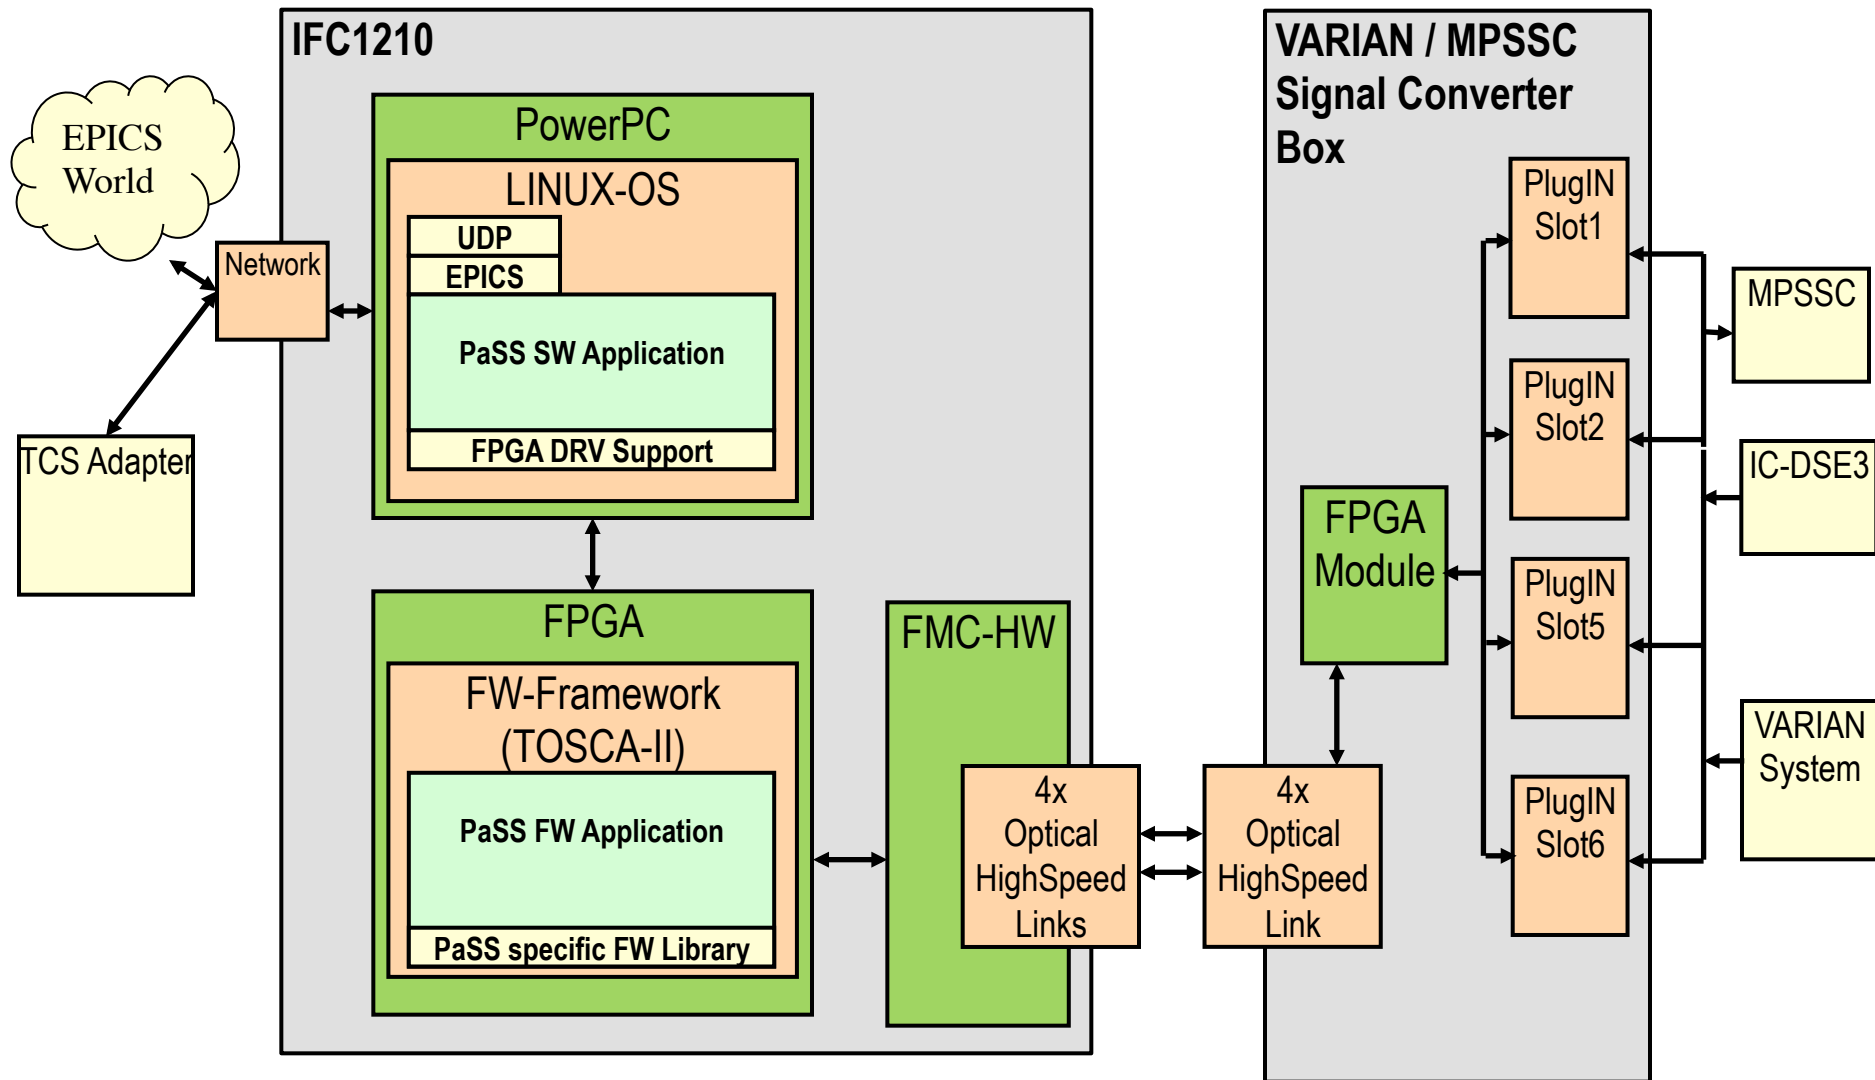 IFC1210
VARIAN / MPSSC
Signal Converter
Box
EPICS
World
Network
TCS Adapter
PowerPC
LINUX-OS
UDP
EPICS
PaSS SW Application
FPGA DRV Support
FPGA
FW-Framework
(TOSCA-II)
PaSS FW Application
PaSS specific FW Library
FMC-HW
4x
Optical
HighSpeed
Links
4x
Optical
HighSpeed
Link
FPGA
Module
PlugIN
Slot1
PlugIN
Slot2
PlugIN
Slot5
PlugIN
Slot6
MPSSC
IC-DSE3
VARIAN
System